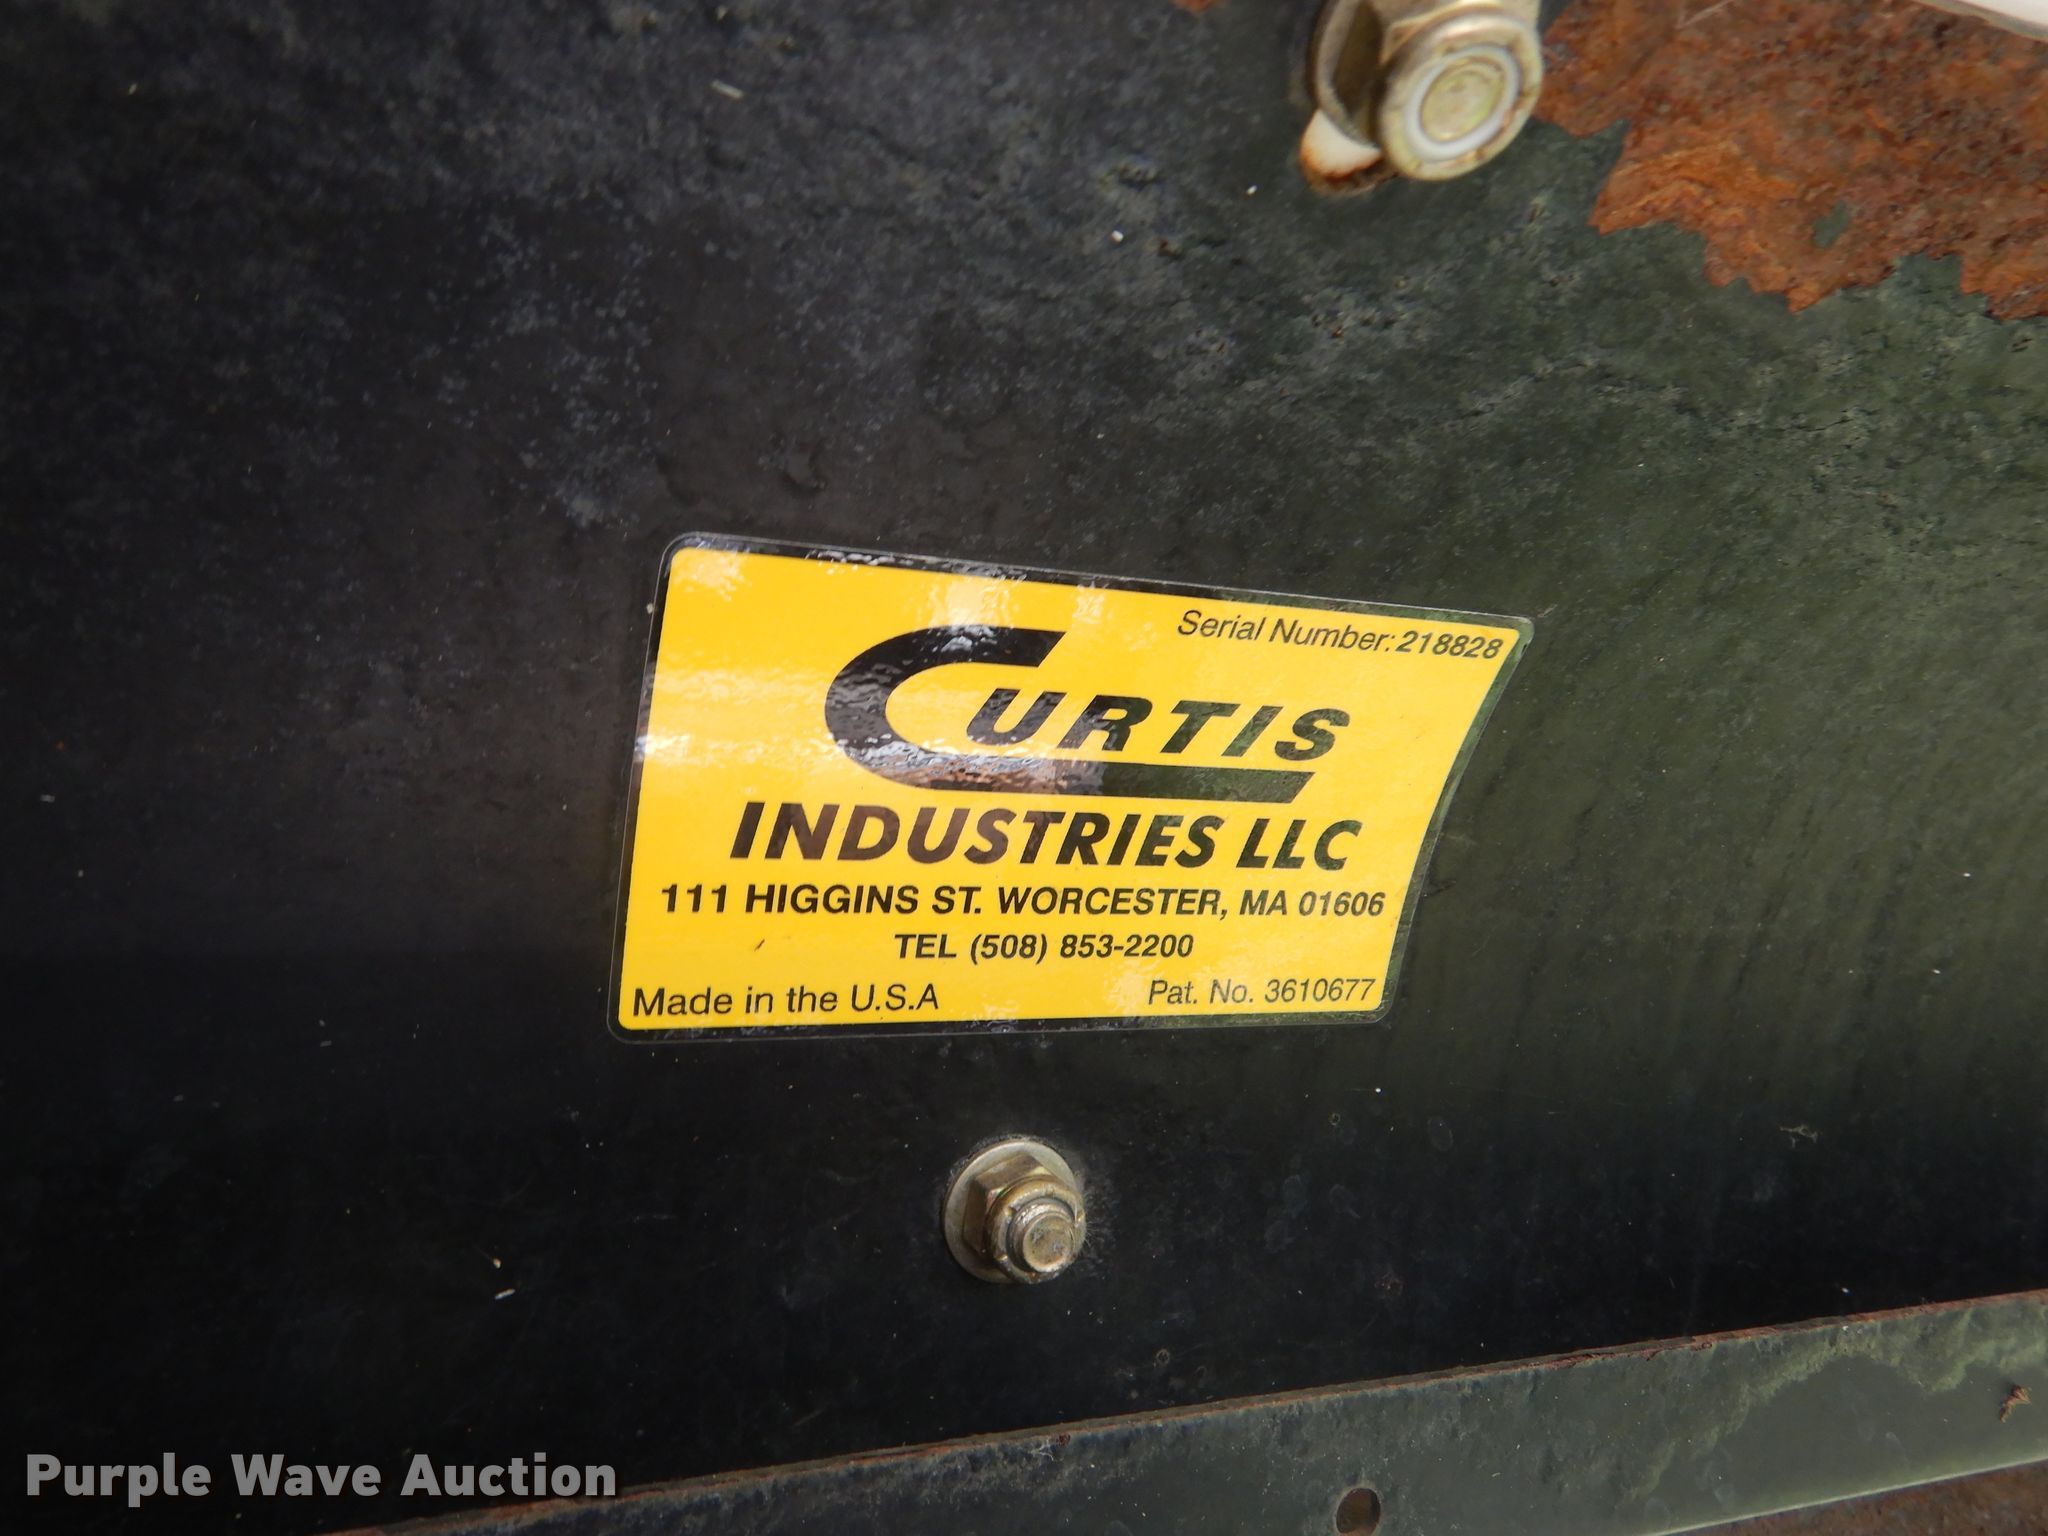 Serial Number: 218828
CURTIS
INDUSTRIES LLC
111 HIGGINS ST. WORCESTER, MA 01606
TEL (508) 853-2200
Made in the U.S.A
Pat. No. 3610677
Purple Wave Auction